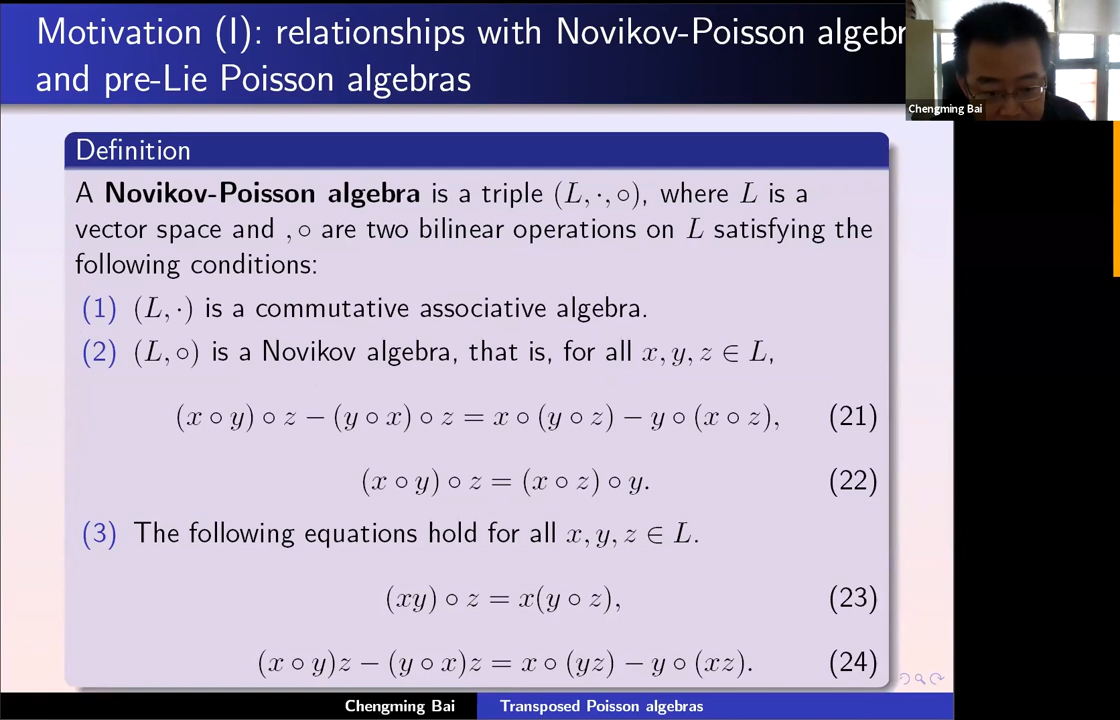 Motivation (I): relationships with Novikov-Poisson algebr
and pre-Lie Poisson algebras
Chengming Bai
Definition
A Novikov-Poisson algebra is a triple (L, ·, ∘), where L is a
vector space and , ∘ are two bilinear operations on L satisfying the
following conditions:
(1) (L, ·) is a commutative associative algebra.
(2) (L, ∘) is a Novikov algebra, that is, for all x, y, z ∈ L,
(x ∘ y) ∘ z − (y ∘ x) ∘ z = x ∘ (y ∘ z) − y ∘ (x ∘ z), (21)
(x ∘ y) ∘ z = (x ∘ z) ∘ y. (22)
(3) The following equations hold for all x, y, z ∈ L.
(xy) ∘ z = x(y ∘ z), (23)
(x ∘ y)z − (y ∘ x)z = x ∘ (yz) − y ∘ (xz). (24)
Chengming Bai Transposed Poisson algebras